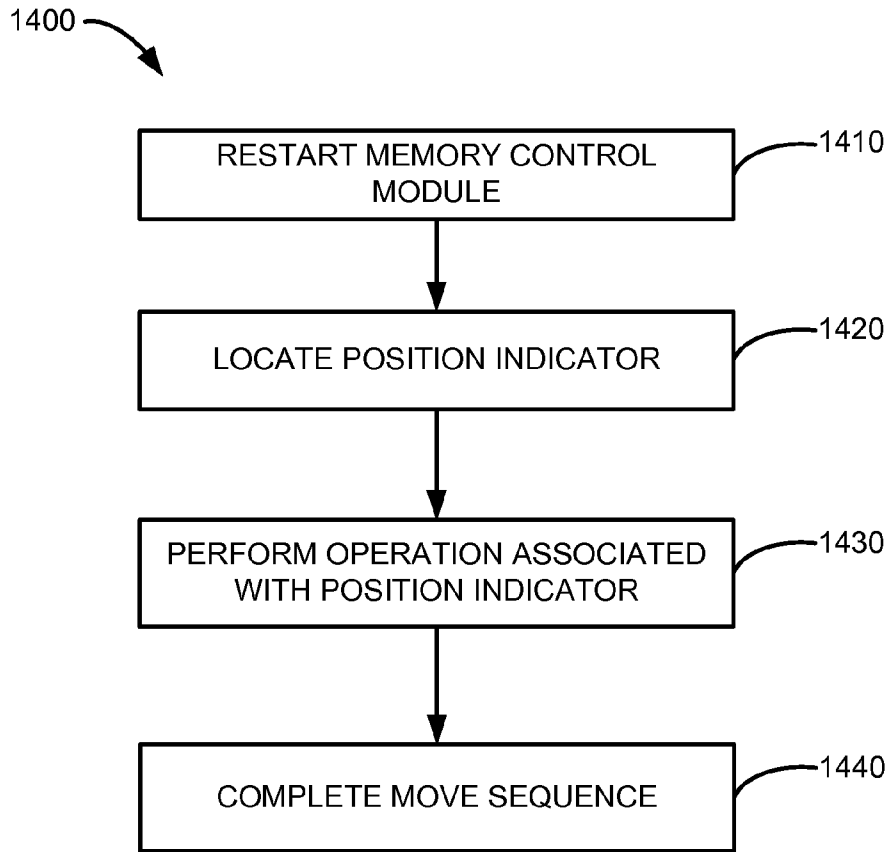 1400
RESTART MEMORY CONTROL
MODULE
1410
LOCATE POSITION INDICATOR
1420
PERFORM OPERATION ASSOCIATED
WITH POSITION INDICATOR
1430
COMPLETE MOVE SEQUENCE
1440